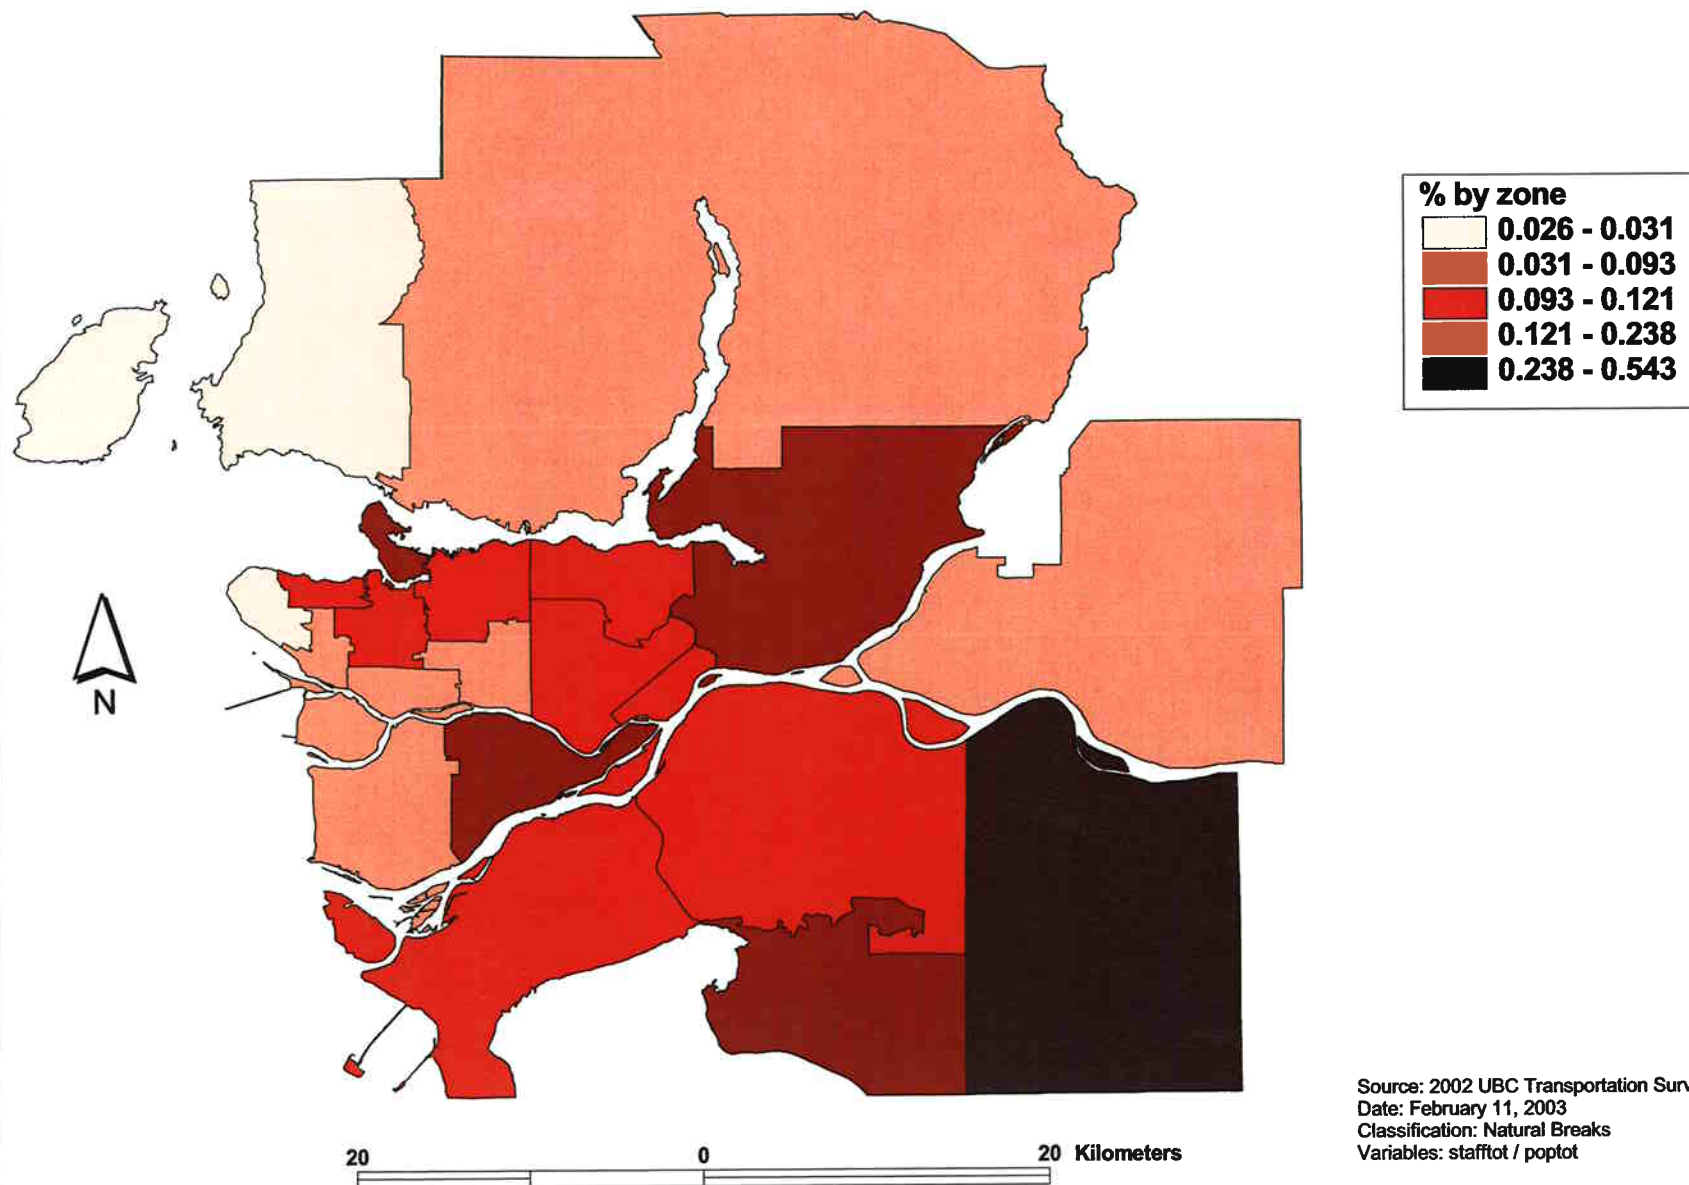 % by zone
0.026 - 0.031
0.031 - 0.093
0.093 - 0.121
0.121 - 0.238
0.238 - 0.543
N
20 0 20 Kilometers
Source: 2002 UBC Transportation Surv
Date: February 11, 2003
Classification: Natural Breaks
Variables: stafftot / poptot